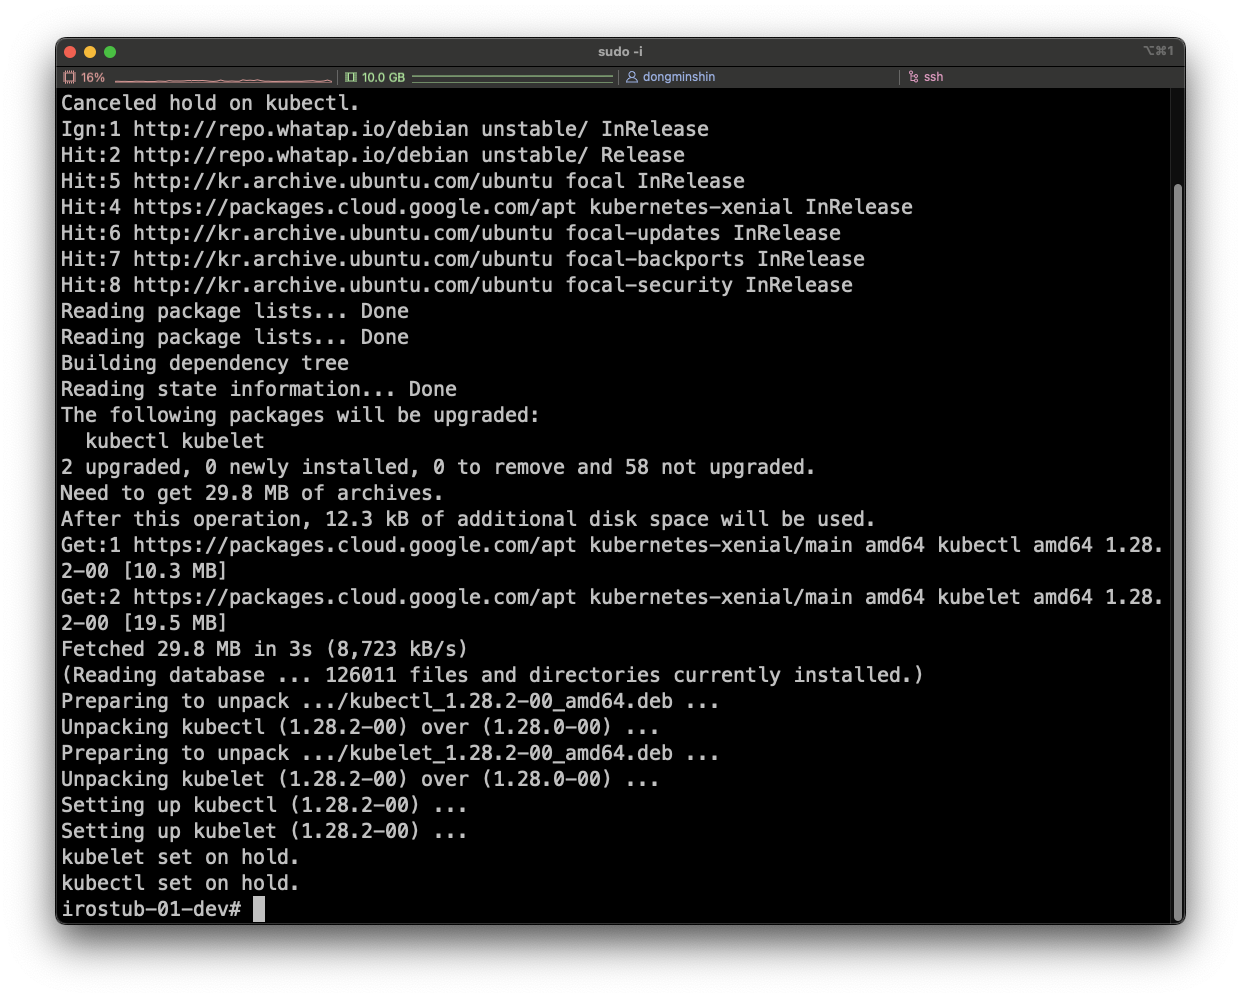 sudo -i
⌥⌘1
16% 10.0 GB dongminshin ssh
Canceled hold on kubectl.
Ign:1 http://repo.whatap.io/debian unstable/ InRelease
Hit:2 http://repo.whatap.io/debian unstable/ Release
Hit:5 http://kr.archive.ubuntu.com/ubuntu focal InRelease
Hit:4 https://packages.cloud.google.com/apt kubernetes-xenial InRelease
Hit:6 http://kr.archive.ubuntu.com/ubuntu focal-updates InRelease
Hit:7 http://kr.archive.ubuntu.com/ubuntu focal-backports InRelease
Hit:8 http://kr.archive.ubuntu.com/ubuntu focal-security InRelease
Reading package lists... Done
Reading package lists... Done
Building dependency tree
Reading state information... Done
The following packages will be upgraded:
  kubectl kubelet
2 upgraded, 0 newly installed, 0 to remove and 58 not upgraded.
Need to get 29.8 MB of archives.
After this operation, 12.3 kB of additional disk space will be used.
Get:1 https://packages.cloud.google.com/apt kubernetes-xenial/main amd64 kubectl amd64 1.28.
2-00 [10.3 MB]
Get:2 https://packages.cloud.google.com/apt kubernetes-xenial/main amd64 kubelet amd64 1.28.
2-00 [19.5 MB]
Fetched 29.8 MB in 3s (8,723 kB/s)
(Reading database ... 126011 files and directories currently installed.)
Preparing to unpack .../kubectl_1.28.2-00_amd64.deb ...
Unpacking kubectl (1.28.2-00) over (1.28.0-00) ...
Preparing to unpack .../kubelet_1.28.2-00_amd64.deb ...
Unpacking kubelet (1.28.2-00) over (1.28.0-00) ...
Setting up kubectl (1.28.2-00) ...
Setting up kubelet (1.28.2-00) ...
kubelet set on hold.
kubectl set on hold.
irostub-01-dev#